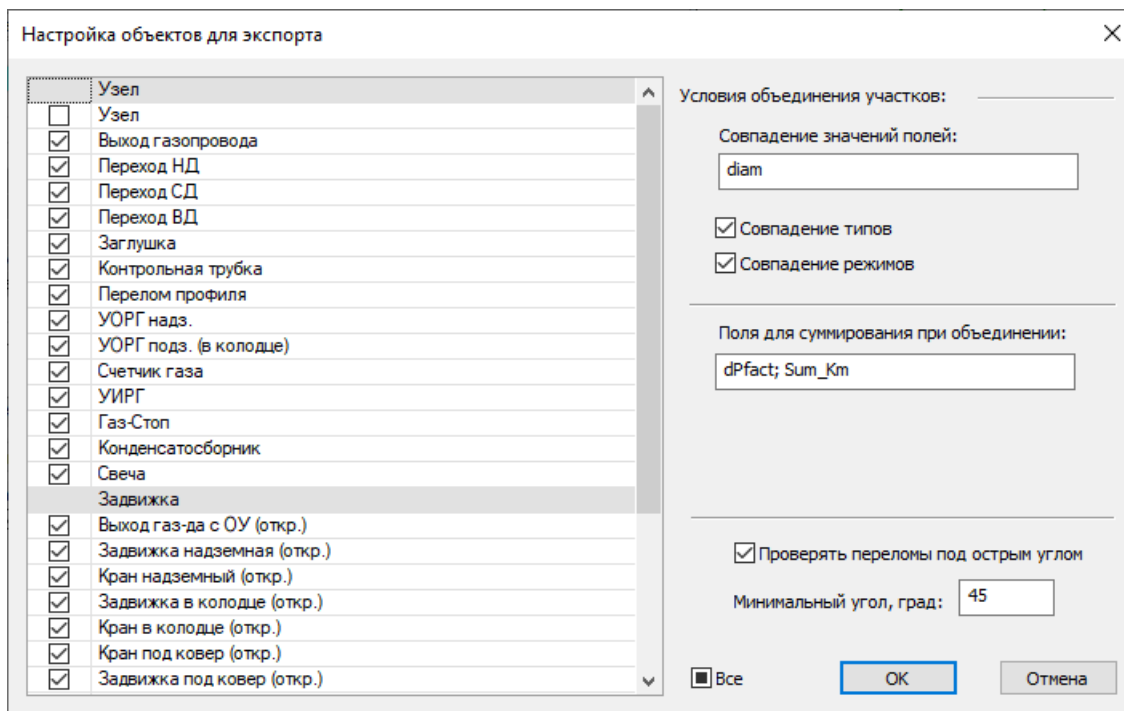 Настройка объектов для экспорта
Узел
Узел
Выход газопровода
Переход НД
Переход СД
Переход ВД
Заглушка
Контрольная трубка
Перелом профиля
УОРГ надз.
УОРГ подз. (в колодце)
Счетчик газа
УИРГ
Газ-Стоп
Конденсатосборник
Свеча
Задвижка
Выход газ-да с ОУ (откр.)
Задвижка надземная (откр.)
Кран надземный (откр.)
Задвижка в колодце (откр.)
Кран в колодце (откр.)
Кран под ковер (откр.)
Задвижка под ковер (откр.)
Условия объединения участков:
Совпадение значений полей:
diam
Совпадение типов
Совпадение режимов
Поля для суммирования при объединении:
dPfact; Sum_Km
Проверять переломы под острым углом
Минимальный угол, град:
45
Все
ОК
Отмена